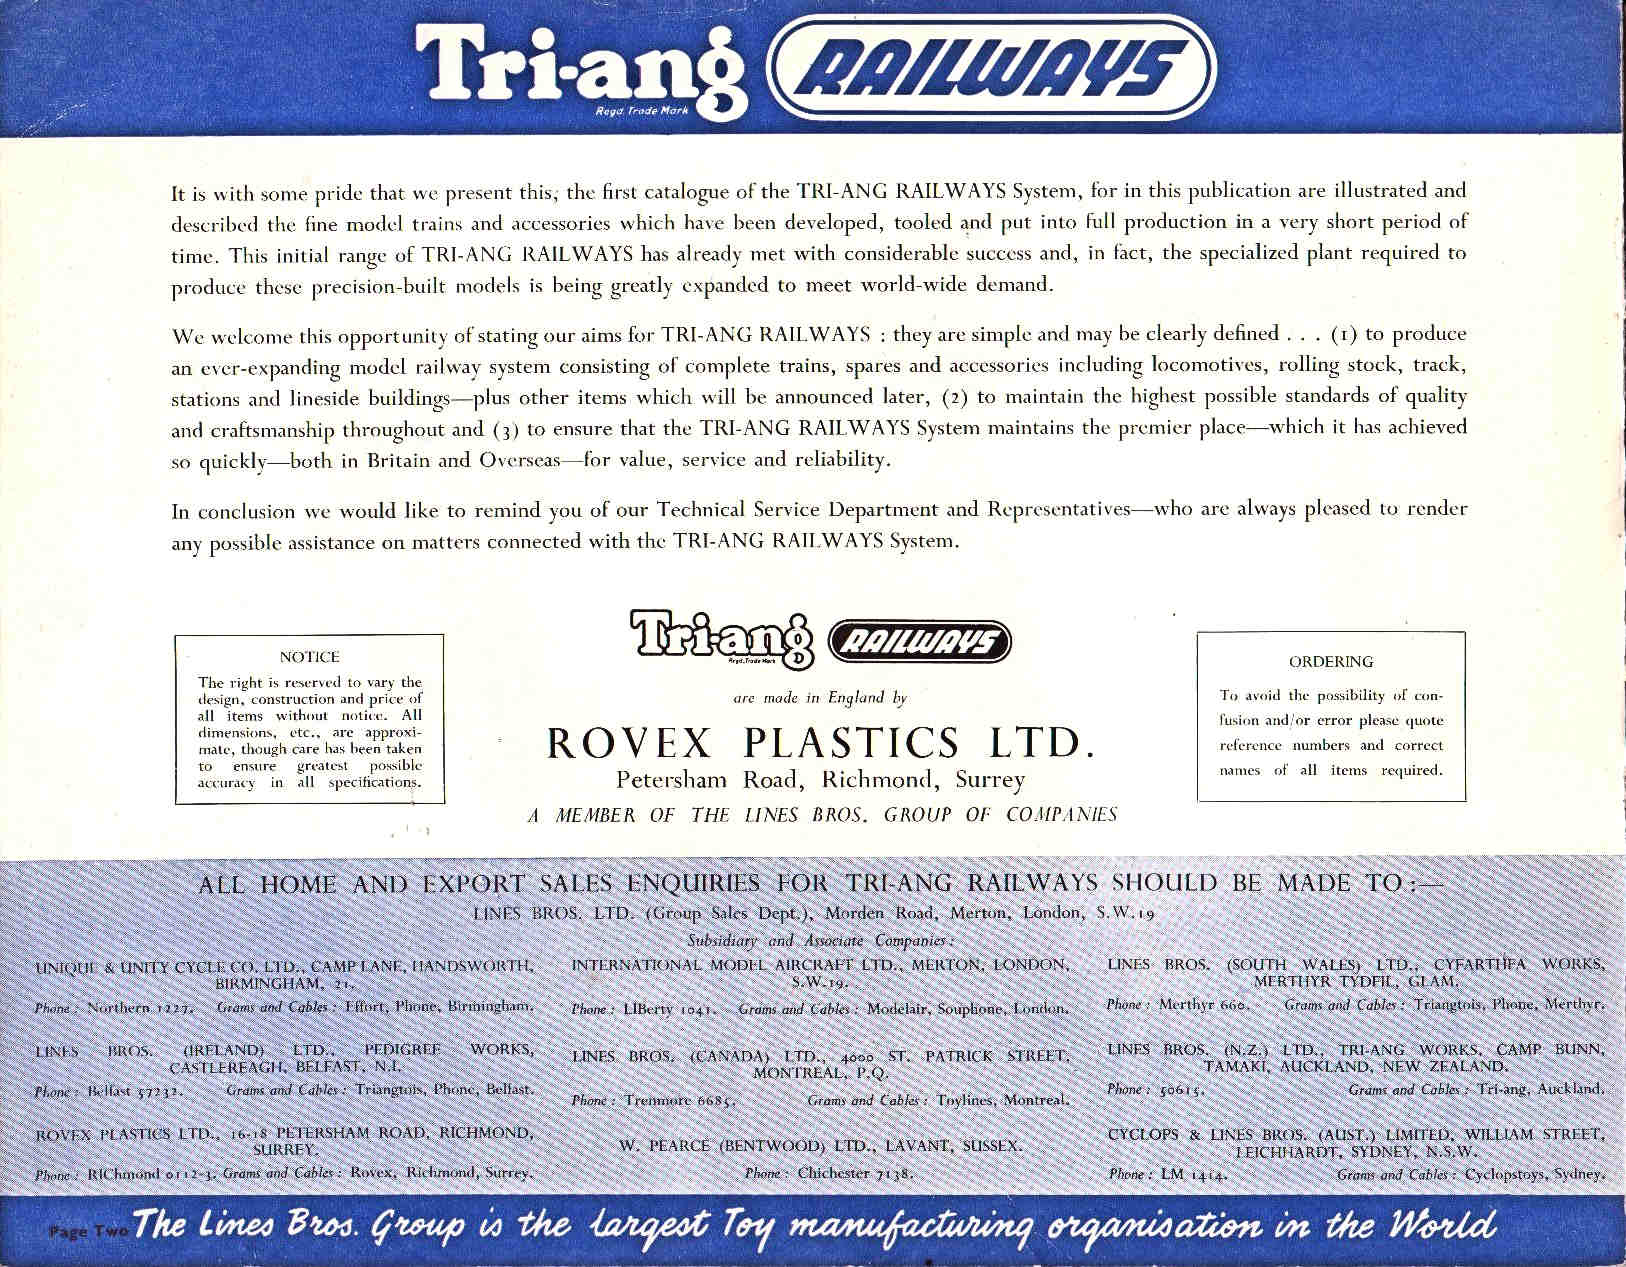 Tri-ang RAILWAYS
Regd. Trade Mark
It is with some pride that we present this, the first catalogue of the TRI-ANG RAILWAYS System, for in this publication are illustrated and
described the fine model trains and accessories which have been developed, tooled and put into full production in a very short period of
time. This initial range of TRI-ANG RAILWAYS has already met with considerable success and, in fact, the specialized plant required to
produce these precision-built models is being greatly expanded to meet world-wide demand.
We welcome this opportunity of stating our aims for TRI-ANG RAILWAYS : they are simple and may be clearly defined . . . (1) to produce
an ever-expanding model railway system consisting of complete trains, spares and accessories including locomotives, rolling stock, track,
stations and lineside buildings—plus other items which will be announced later, (2) to maintain the highest possible standards of quality
and craftsmanship throughout and (3) to ensure that the TRI-ANG RAILWAYS System maintains the premier place—which it has achieved
so quickly—both in Britain and Overseas—for value, service and reliability.
In conclusion we would like to remind you of our Technical Service Department and Representatives—who are always pleased to render
any possible assistance on matters connected with the TRI-ANG RAILWAYS System.
NOTICE
The right is reserved to vary the
design, construction and price of
all items without notice. All
dimensions, etc., are approxi-
mate, though care has been taken
to ensure greatest possible
accuracy in all specifications.
Tri-ang RAILWAYS
Regd. Trade Mark
are made in England by
ROVEX PLASTICS LTD.
Petersham Road, Richmond, Surrey
A MEMBER OF THE LINES BROS. GROUP OF COMPANIES
ORDERING
To avoid the possibility of con-
fusion and/or error please quote
reference numbers and correct
names of all items required.
ALL HOME AND EXPORT SALES ENQUIRIES FOR TRI-ANG RAILWAYS SHOULD BE MADE TO :—
LINES BROS. LTD. (Group Sales Dept.), Morden Road, Merton, London, S.W.19
Subsidiary and Associate Companies :
UNIQUE & UNITY CYCLE CO. LTD., CAMP LANE, HANDSWORTH,
BIRMINGHAM, 21.
Phone : Northern 1227. Grams and Cables : Effort, Phone, Birmingham.
LINES BROS. (IRELAND) LTD., PEDIGREE WORKS,
CASTLEREAGH, BELFAST, N.I.
Phone : Belfast 57232. Grams and Cables : Triangtois, Phone, Belfast.
ROVEX PLASTICS LTD., 16-18 PETERSHAM ROAD, RICHMOND,
SURREY.
Phone : RIChmond 0112-3. Grams and Cables : Rovex, Richmond, Surrey.
INTERNATIONAL MODEL AIRCRAFT LTD., MERTON, LONDON,
S.W.19.
Phone : LIBerty 1041. Grams and Cables : Modelair, Souphone, London.
LINES BROS. (CANADA) LTD., 4000 ST. PATRICK STREET,
MONTREAL, P.Q.
Phone : Trenmore 6685. Grams and Cables : Toylines, Montreal.
W. PEARCE (BENTWOOD) LTD., LAVANT, SUSSEX.
Phone : Chichester 7138.
LINES BROS. (SOUTH WALES) LTD., CYFARTHFA WORKS,
MERTHYR TYDFIL, GLAM.
Phone : Merthyr 660. Grams and Cables : Triangtois, Phone, Merthyr.
LINES BROS. (N.Z.) LTD., TRI-ANG WORKS, CAMP BUNN,
TAMAKI, AUCKLAND, NEW ZEALAND.
Phone : 50615. Grams and Cables : Tri-ang, Auckland.
CYCLOPS & LINES BROS. (AUST.) LIMITED, WILLIAM STREET,
LEICHHARDT, SYDNEY, N.S.W.
Phone : LM 1414. Grams and Cables : Cyclopstoys, Sydney.
Page Two The Lines Bros. Group is the largest Toy manufacturing organisation in the World